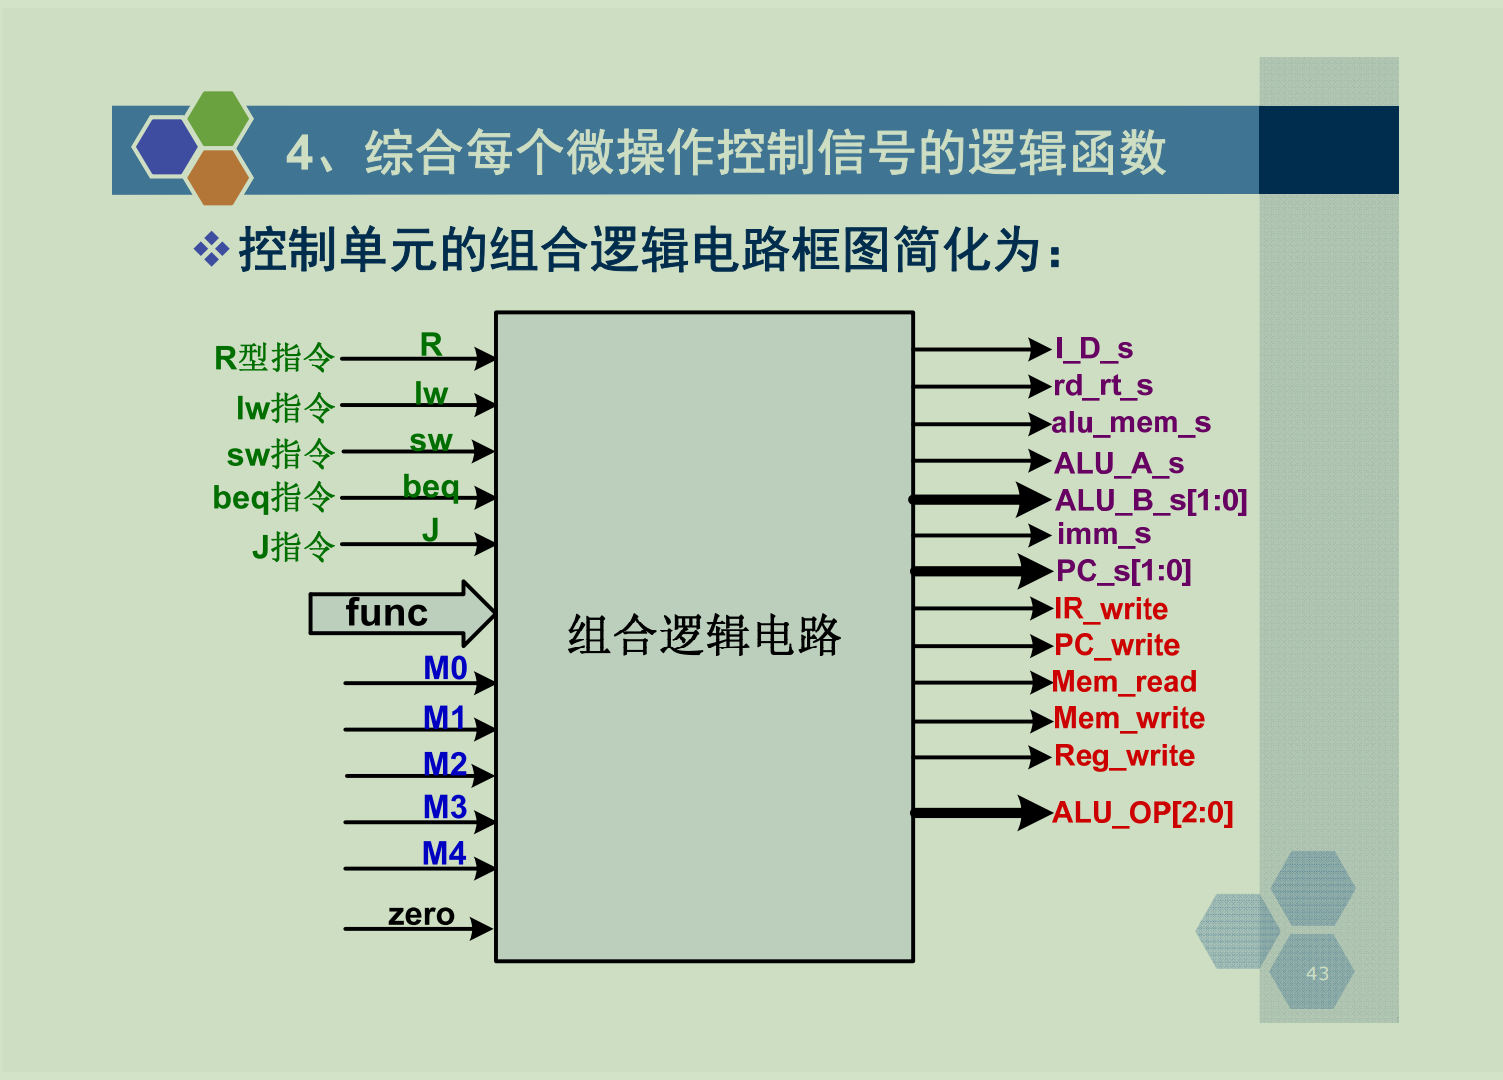 4、综合每个微操作控制信号的逻辑函数
控制单元的组合逻辑电路框图简化为：
R型指令
R
lw指令
lw
sw指令
sw
beq指令
beq
J指令
J
func
M0
M1
M2
M3
M4
zero
组合逻辑电路
I_D_s
rd_rt_s
alu_mem_s
ALU_A_s
ALU_B_s[1:0]
imm_s
PC_s[1:0]
IR_write
PC_write
Mem_read
Mem_write
Reg_write
ALU_OP[2:0]
43